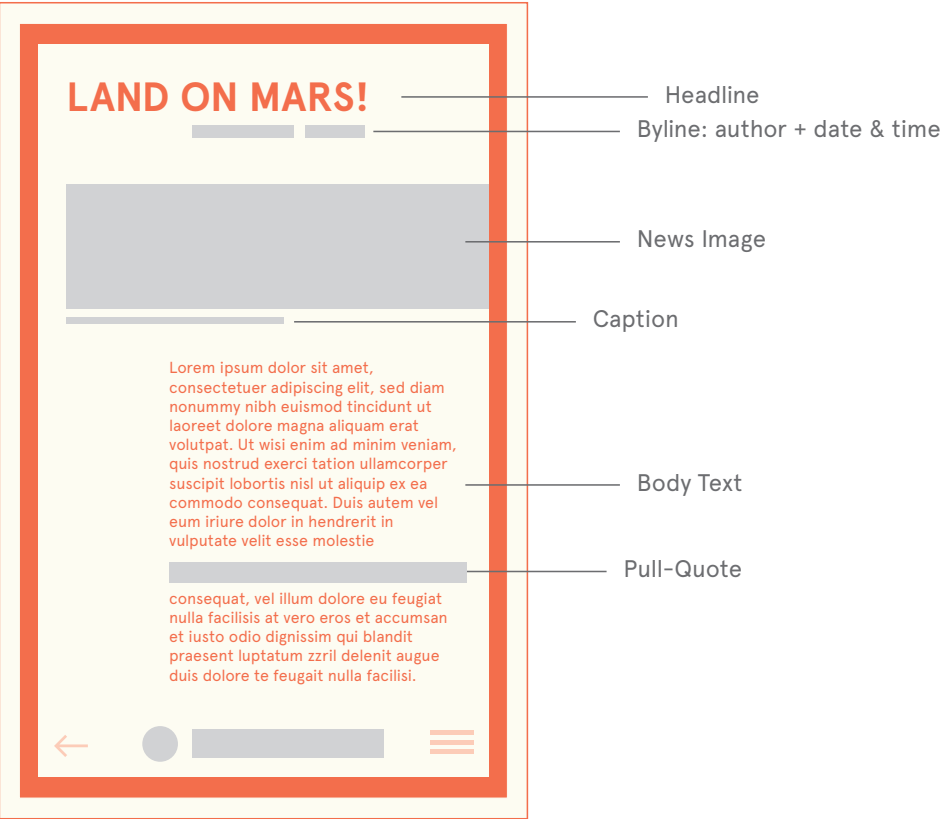 LAND ON MARS!
Headline
Byline: author + date & time
News Image
Caption
Lorem ipsum dolor sit amet,
consectetuer adipiscing elit, sed diam
nonummy nibh euismod tincidunt ut
laoreet dolore magna aliquam erat
volutpat. Ut wisi enim ad minim veniam,
quis nostrud exerci tation ullamcorper
suscipit lobortis nisl ut aliquip ex ea
commodo consequat. Duis autem vel
eum iriure dolor in hendrerit in
vulputate velit esse molestie
Body Text
Pull-Quote
consequat, vel illum dolore eu feugiat
nulla facilisis at vero eros et accumsan
et iusto odio dignissim qui blandit
praesent luptatum zzril delenit augue
duis dolore te feugait nulla facilisi.